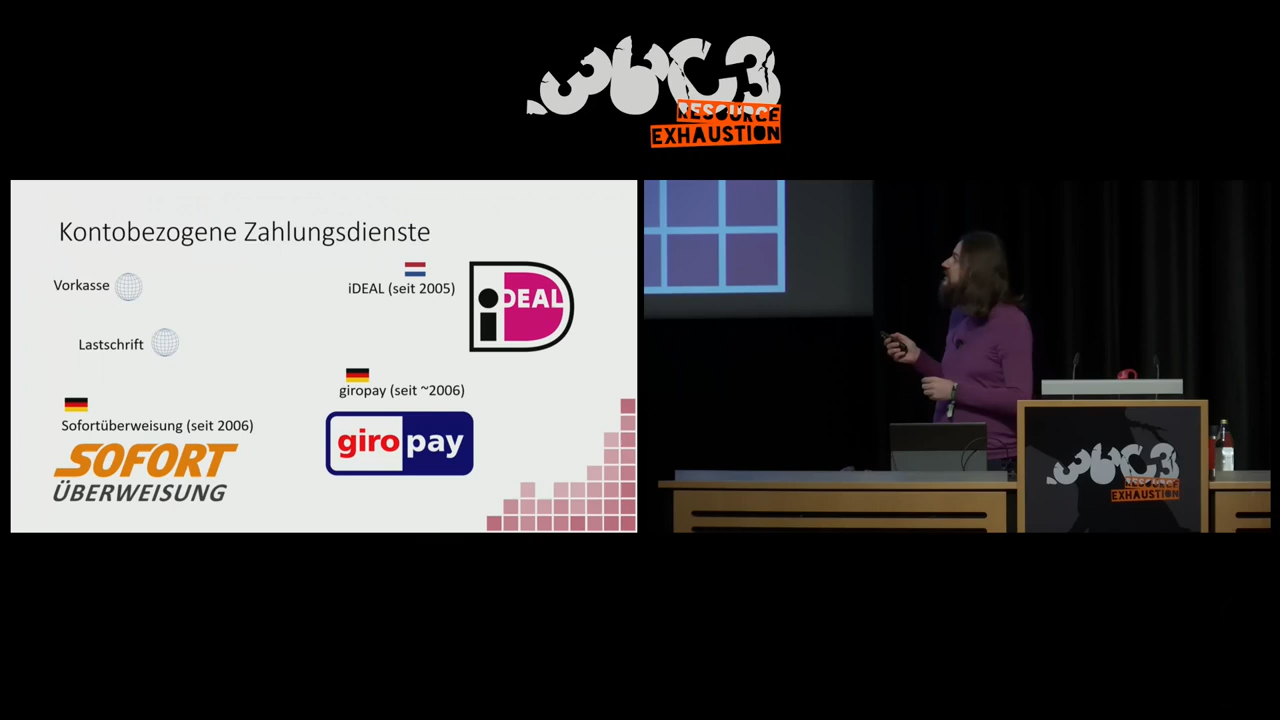 36C3
RESOURCE
EXHAUSTION
Kontobezogene Zahlungsdienste
Vorkasse
iDEAL (seit 2005)
iDEAL
Lastschrift
giropay (seit ~2006)
giro pay
Sofortüberweisung (seit 2006)
SOFORT
ÜBERWEISUNG
36C3
RESOURCE
EXHAUSTION